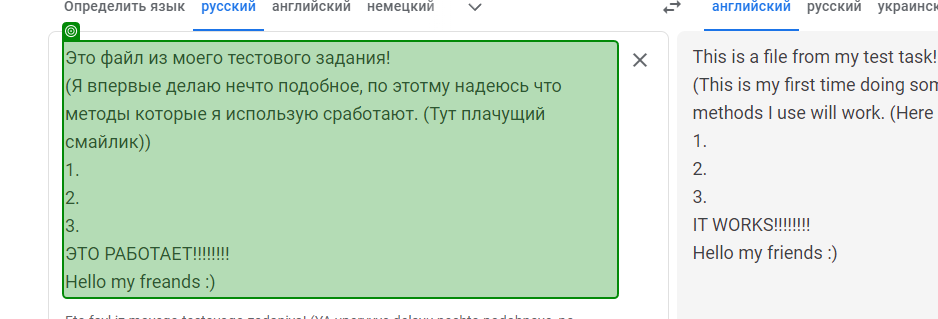 Определить язык русский английский немецкий английский русский украинск
Это файл из моего тестового задания!
(Я впервые делаю нечто подобное, по этотму надеюсь что
методы которые я использую сработают. (Тут плачущий
смайлик))
1.
2.
3.
ЭТО РАБОТАЕТ!!!!!!!!
Hello my freands :)
This is a file from my test task!
(This is my first time doing som
methods I use will work. (Here
1.
2.
3.
IT WORKS!!!!!!!!
Hello my friends :)